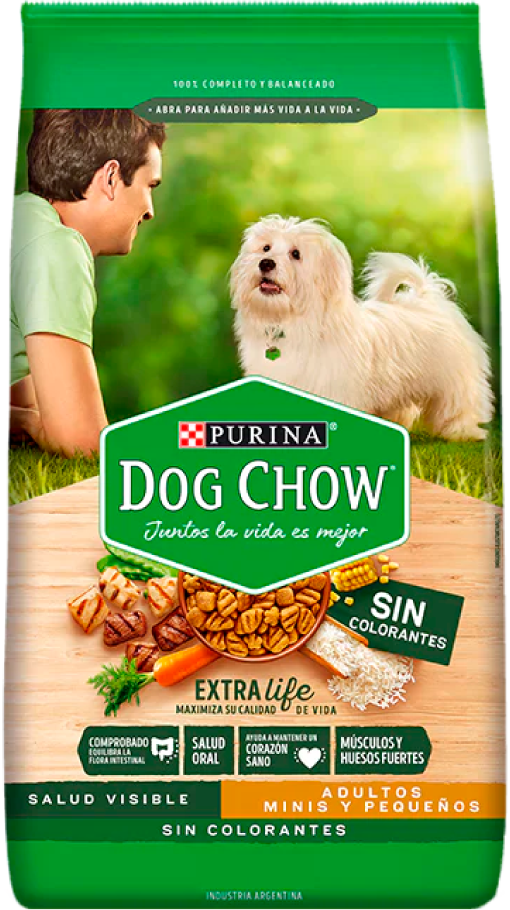 100% COMPLETO Y BALANCEADO
• ABRA PARA AÑADIR MÁS VIDA A LA VIDA •
PURINA®
DOG CHOW®
Juntos la vida es mejor
SIN
COLORANTES
EXTRA life
MAXIMIZA SU CALIDAD DE VIDA
COMPROBADO
EQUILIBRA LA
FLORA INTESTINAL
SALUD
ORAL
AYUDA A MANTENER UN
CORAZÓN
SANO
MÚSCULOS Y
HUESOS FUERTES
SALUD VISIBLE
ADULTOS
MINIS Y PEQUEÑOS
SIN COLORANTES
INDUSTRIA ARGENTINA